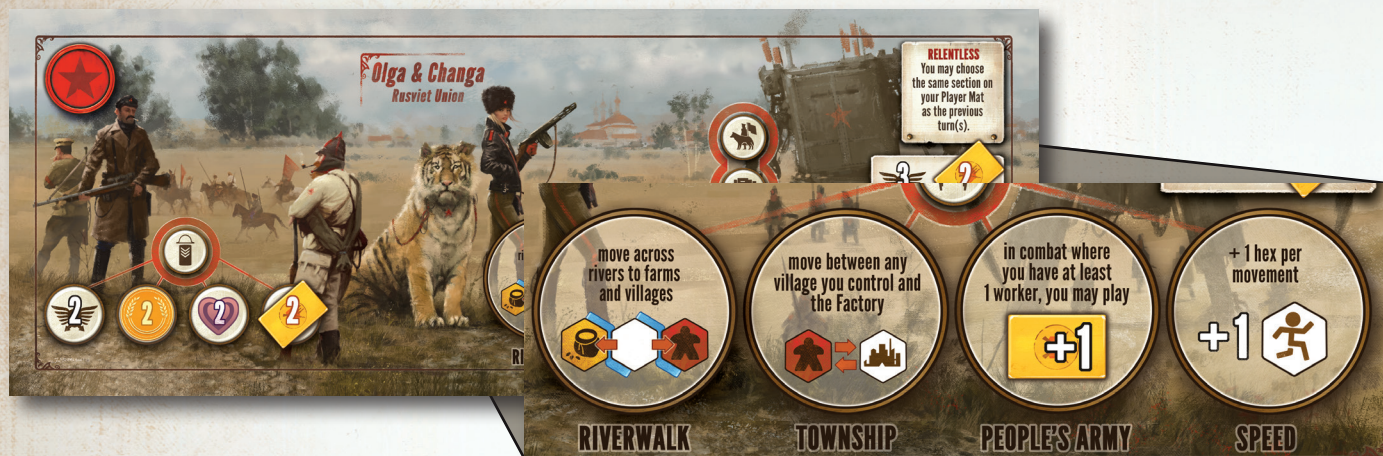 Olga & Changa
Rusviet Union
RELENTLESS
You may choose
the same section on
your Player Mat
as the previous
turn(s).
3
2
2
2
2
2
move across
rivers to farms
and villages
RIVERWALK
move between any
village you control and
the Factory
TOWNSHIP
in combat where
you have at least
1 worker, you may play
+1
PEOPLE'S ARMY
+ 1 hex per
movement
+1
SPEED